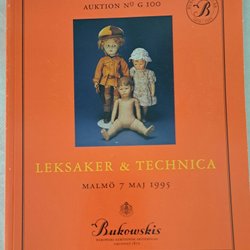 AUKTION Nº G 100
B
LEKSAKER & TECHNICA
MALMÖ 7 MAJ 1995
Bukowskis